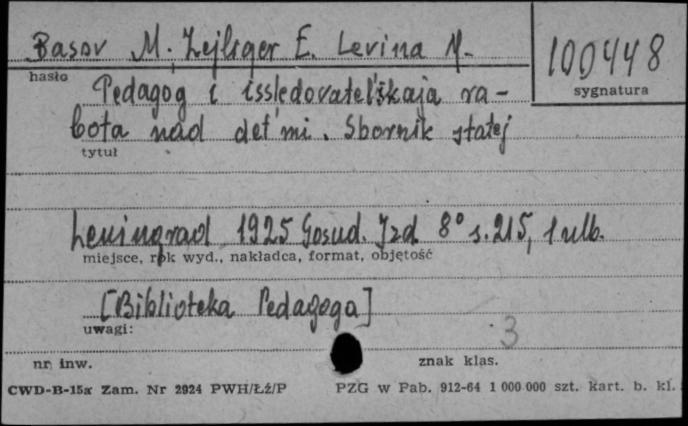 Basov M., Zejliger E. Levina M.
100448
hasło
sygnatura
Pedagog i issledovatel'skaja ra-
bota nad det'mi. Sbornik statej
tytuł
Leningrad 1925 Gosud. Izd. 8° s. 215, 1 ulb.
miejsce, rok wyd., nakładca, format, objętość
[Biblioteka Pedagoga]
uwagi:
3
nr inw.
znak klas.
CWD-B-15a Zam. Nr 2924 PWH/Łź/P PZG w Pab. 912-64 1 000 000 szt. kart. b. kl.